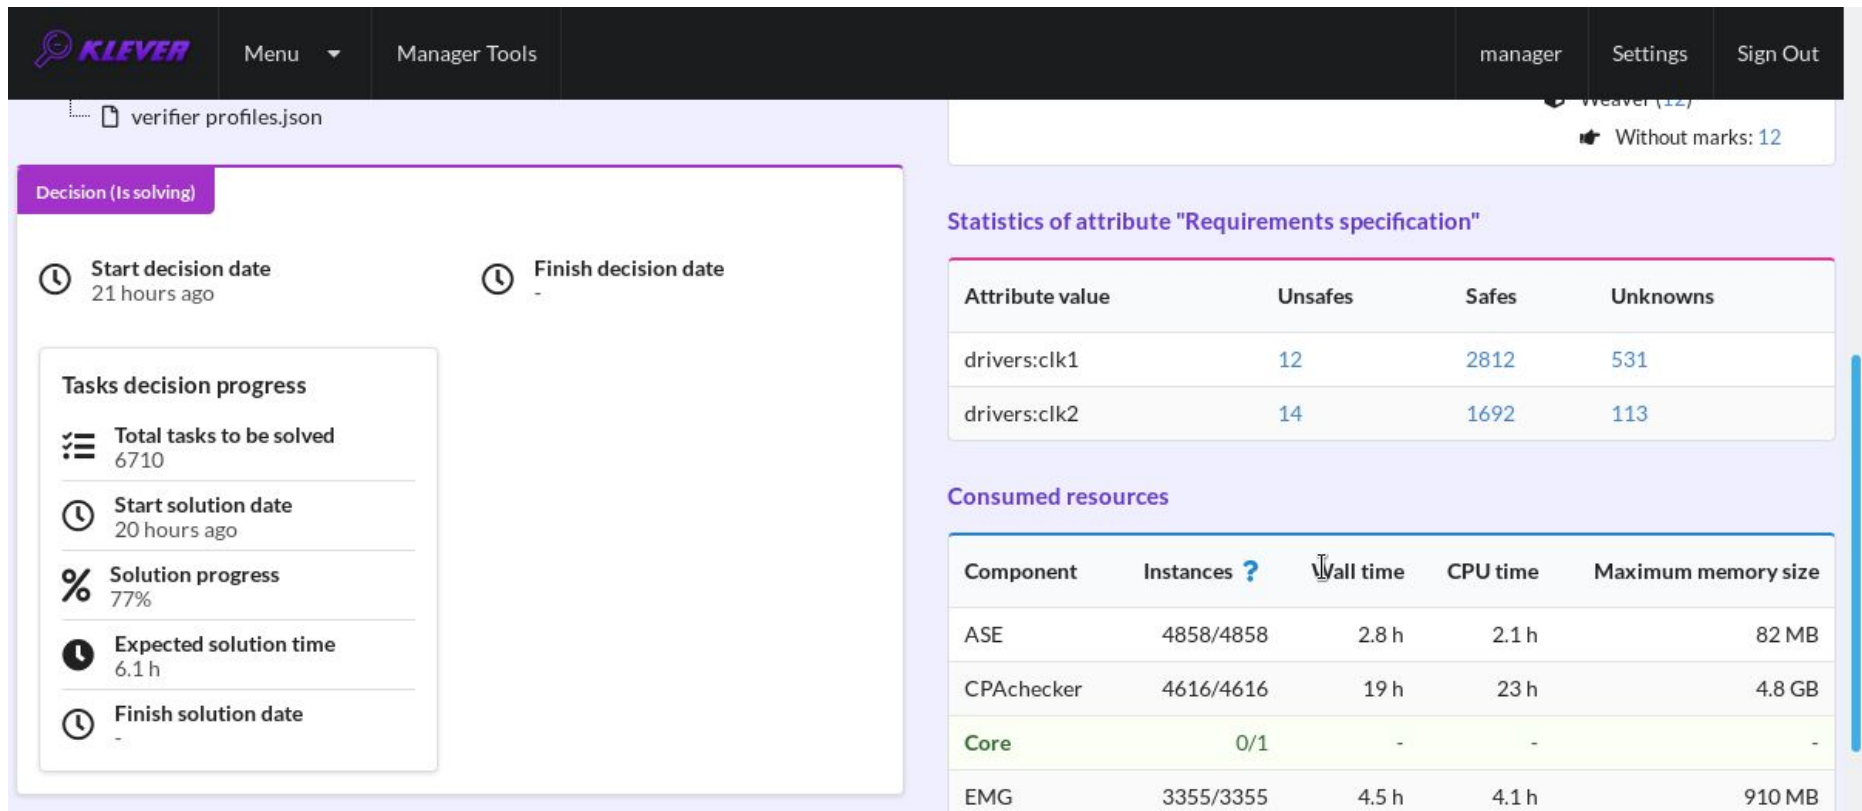 KLEVER Menu Manager Tools manager Settings Sign Out
verifier profiles.json
Decision (Is solving)
Start decision date
21 hours ago
Finish decision date
-
Tasks decision progress
Total tasks to be solved
6710
Start solution date
20 hours ago
Solution progress
77%
Expected solution time
6.1 h
Finish solution date
-
Weaver (12)
Without marks: 12
Statistics of attribute "Requirements specification"
Attribute value Unsafes Safes Unknowns
drivers:clk1 12 2812 531
drivers:clk2 14 1692 113
Consumed resources
Component Instances ? Wall time CPU time Maximum memory size
ASE 4858/4858 2.8 h 2.1 h 82 MB
CPAchecker 4616/4616 19 h 23 h 4.8 GB
Core 0/1 - - -
EMG 3355/3355 4.5 h 4.1 h 910 MB